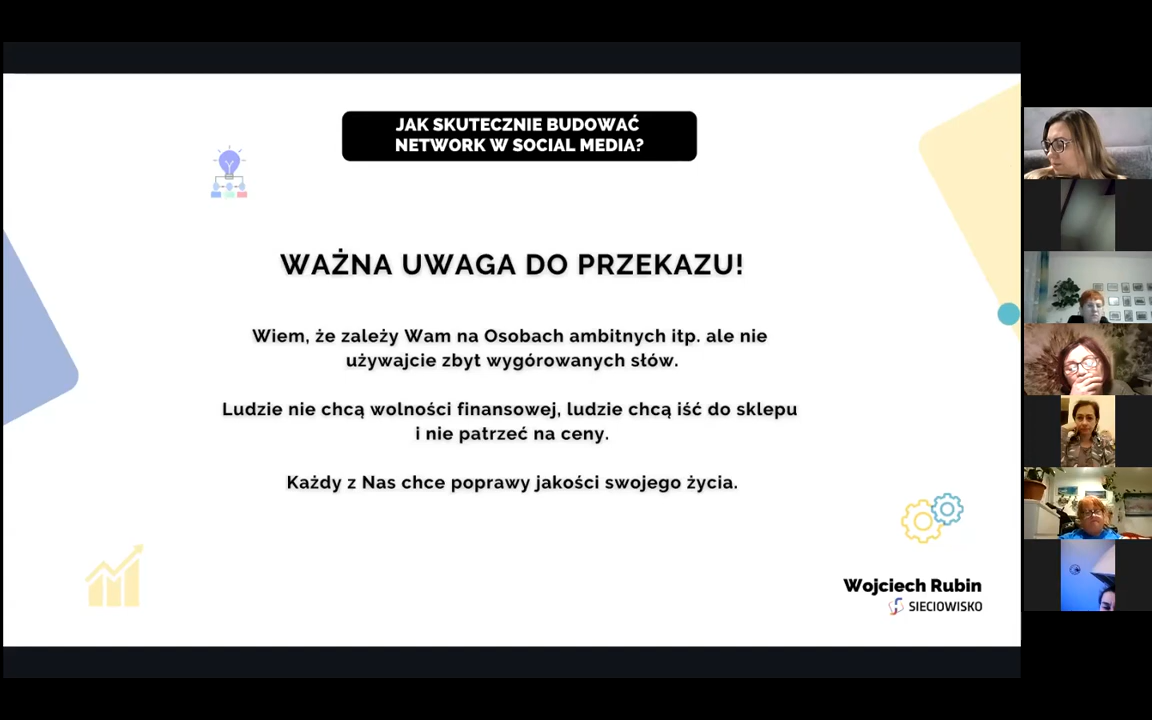 JAK SKUTECZNIE BUDOWAĆ
NETWORK W SOCIAL MEDIA?
WAŻNA UWAGA DO PRZEKAZU!
Wiem, że zależy Wam na Osobach ambitnych itp. ale nie
używajcie zbyt wygórowanych słów.
Ludzie nie chcą wolności finansowej, ludzie chcą iść do sklepu
i nie patrzeć na ceny.
Każdy z Nas chce poprawy jakości swojego życia.
Wojciech Rubin
SIECIOWISKO